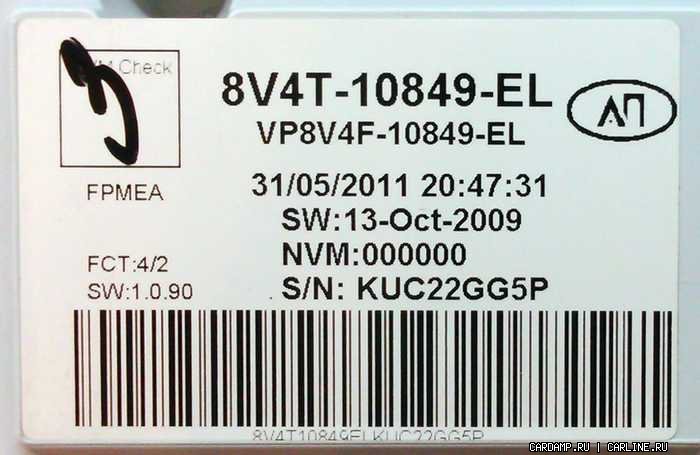 Check
8V4T-10849-EL
VP8V4F-10849-EL
FPMEA
31/05/2011 20:47:31
SW:13-Oct-2009
NVM:000000
FCT:4/2
SW:1.0.90
S/N: KUC22GG5P
8V4T10849ELKUC22GG5P
CARDAMP.RU | CARLINE.RU